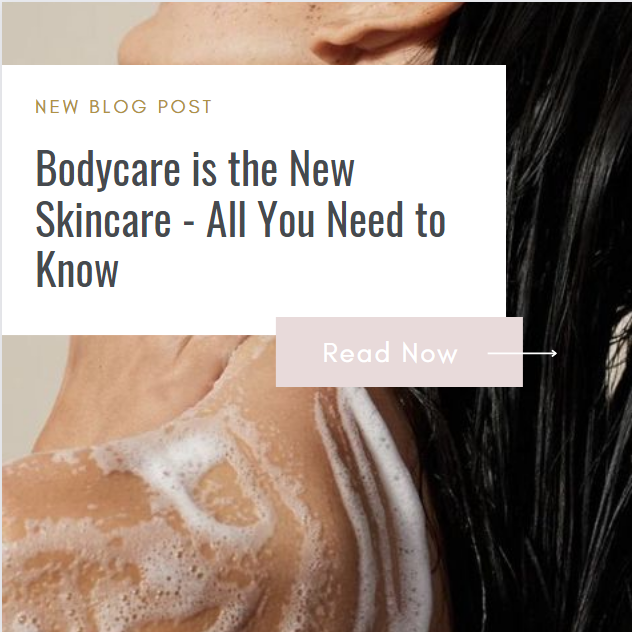 NEW BLOG POST
Bodycare is the New
Skincare - All You Need to
Know
Read Now